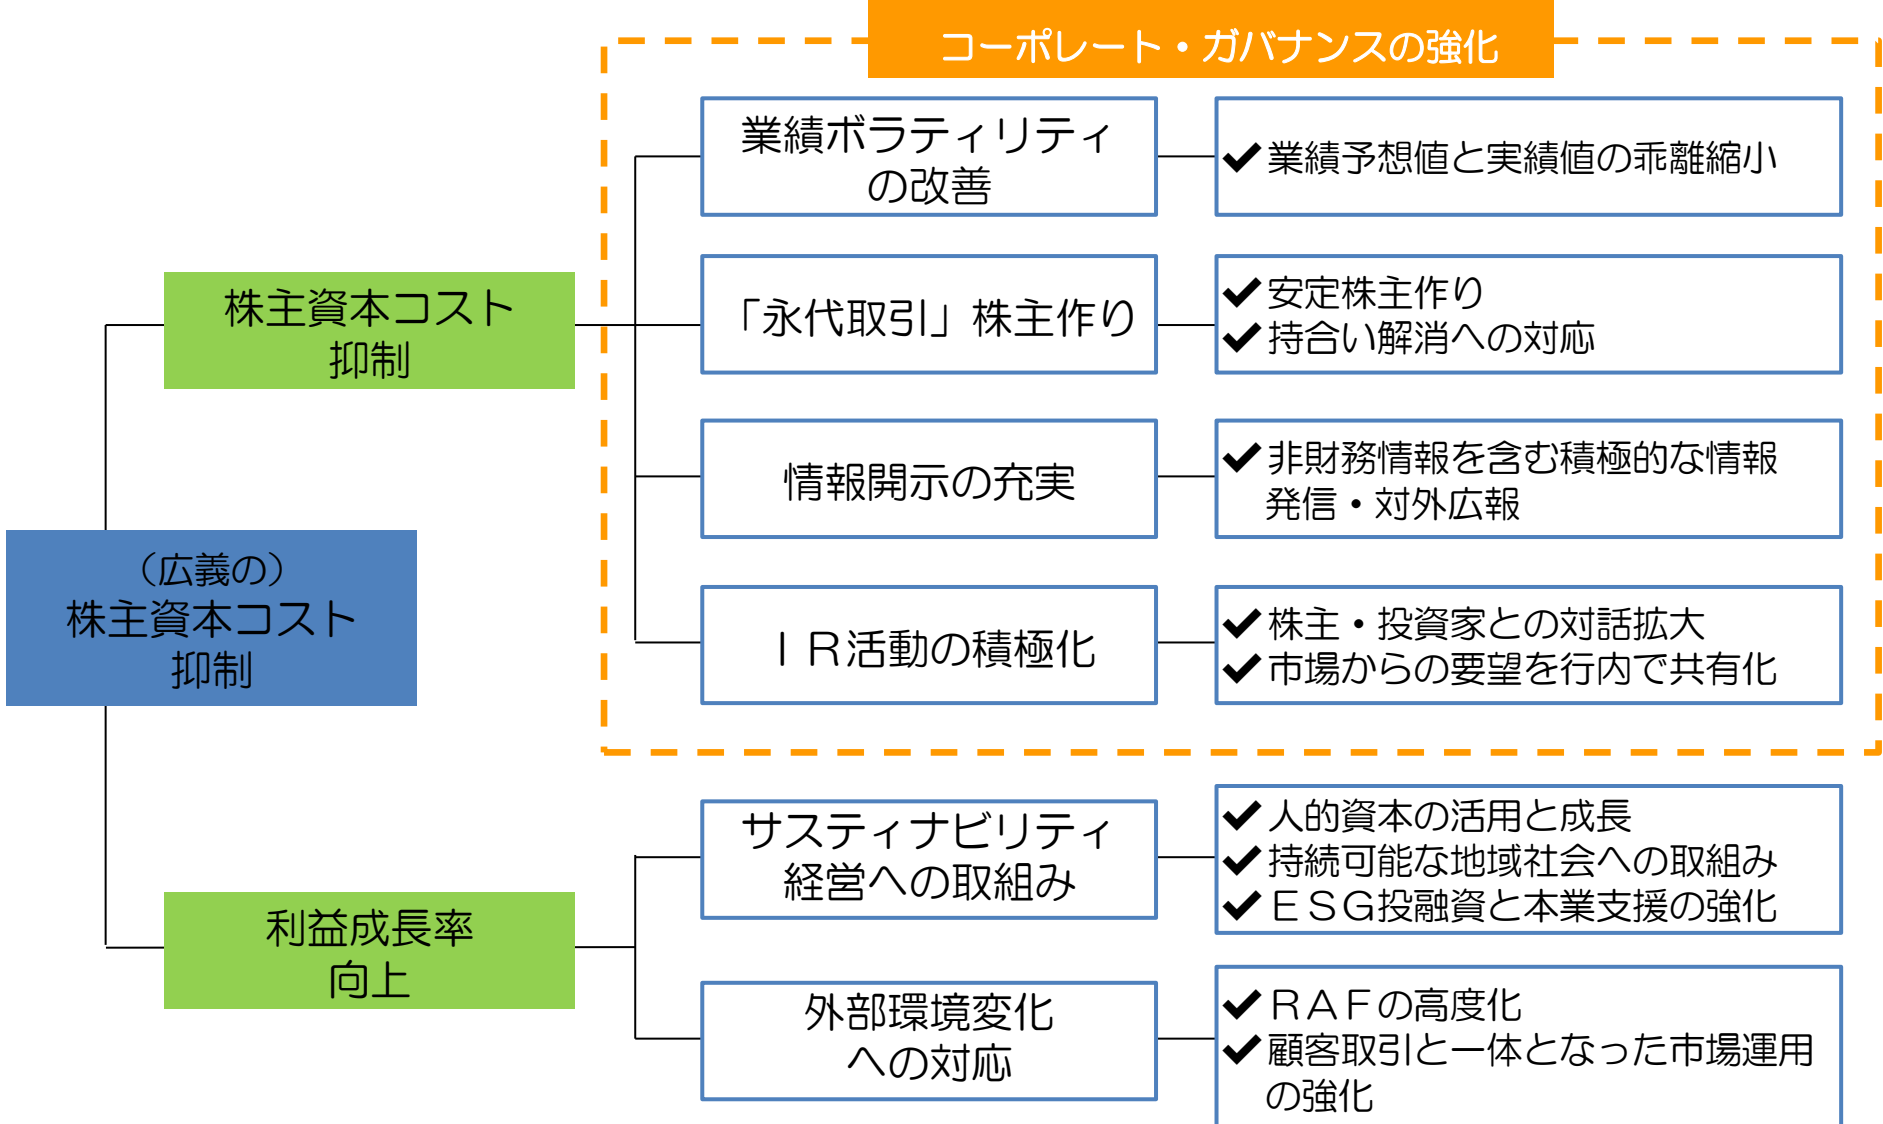 コーポレート・ガバナンスの強化
業績ボラティリティ
の改善
✔業績予想値と実績値の乖離縮小
株主資本コスト
抑制
「永代取引」株主作り
✔安定株主作り
✔持合い解消への対応
情報開示の充実
✔非財務情報を含む積極的な情報
発信・対外広報
(広義の)
株主資本コスト
抑制
IR活動の積極化
✔株主・投資家との対話拡大
✔市場からの要望を行内で共有化
サスティナビリティ
経営への取組み
✔人的資本の活用と成長
✔持続可能な地域社会への取組み
✔ESG投融資と本業支援の強化
利益成長率
向上
外部環境変化
への対応
✔RAFの高度化
✔顧客取引と一体となった市場運用
の強化